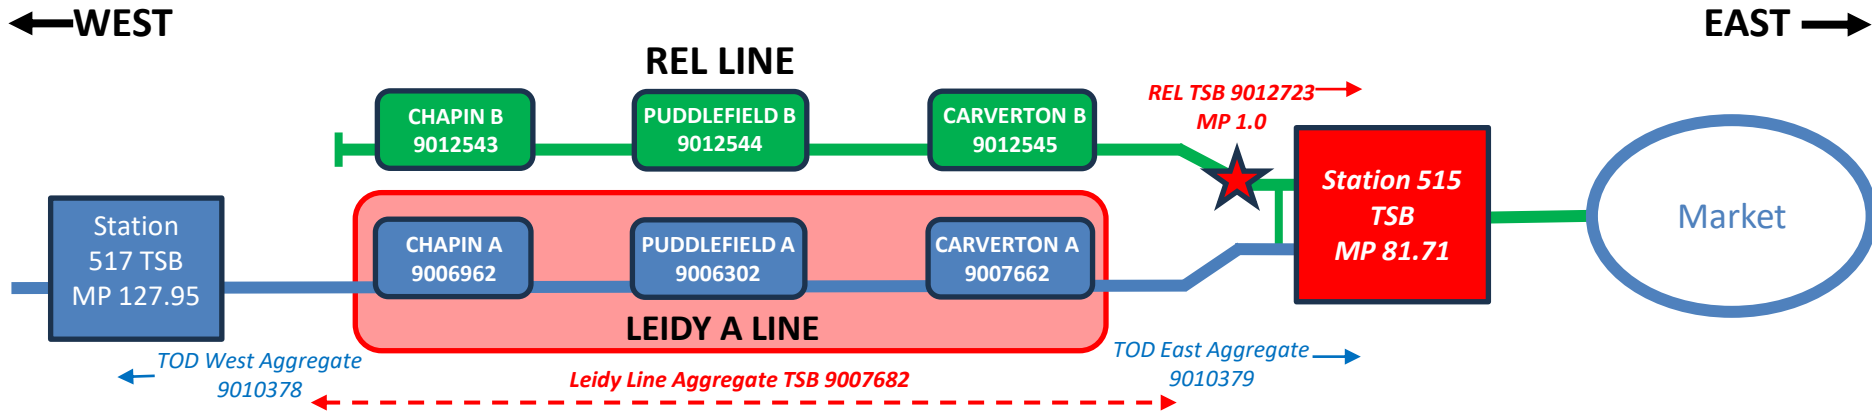 WEST
EAST
REL LINE
REL TSB 9012723
MP 1.0
CHAPIN B
9012543
PUDDLEFIELD B
9012544
CARVERTON B
9012545
Station 515
TSB
MP 81.71
Station
517 TSB
MP 127.95
Market
CHAPIN A
9006962
PUDDLEFIELD A
9006302
CARVERTON A
9007662
LEIDY A LINE
TOD West Aggregate
9010378
Leidy Line Aggregate TSB 9007682
TOD East Aggregate
9010379